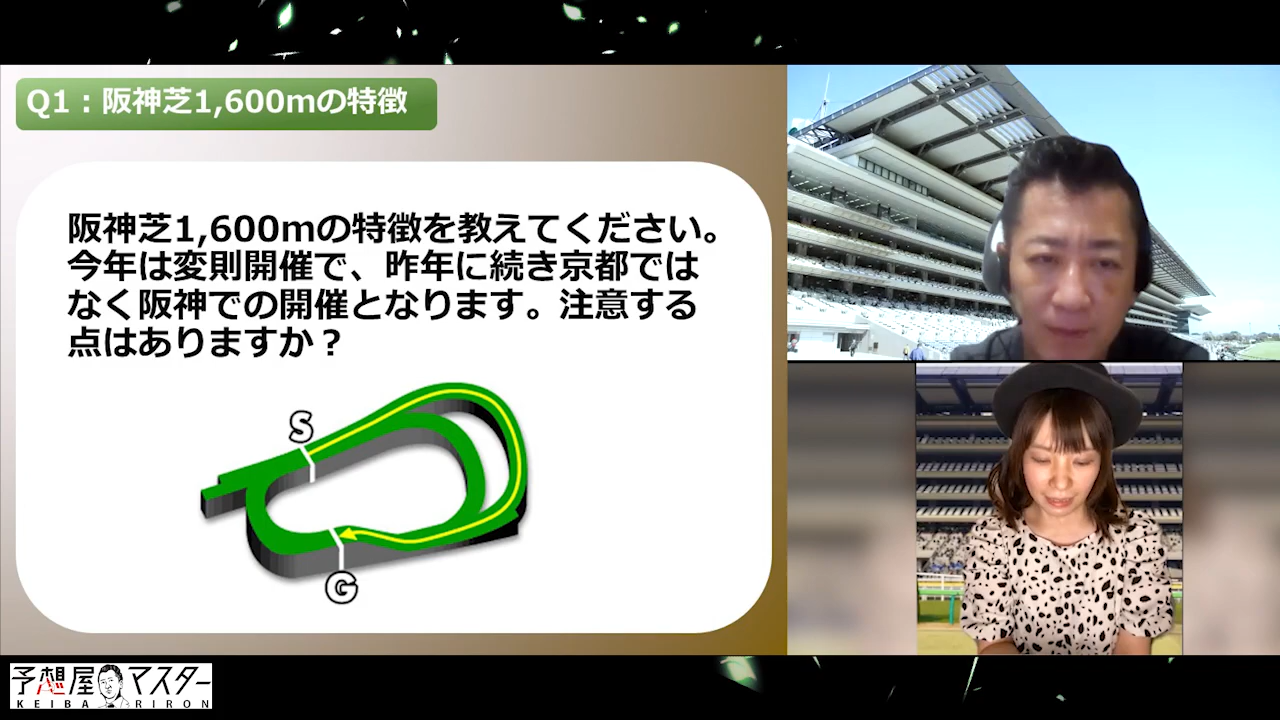 Q1：阪神芝1,600mの特徴
阪神芝1,600mの特徴を教えてください。
今年は変則開催で、昨年に続き京都では
なく阪神での開催となります。注意する
点はありますか？
S
G
予想屋マスター
KEIBA RIRON